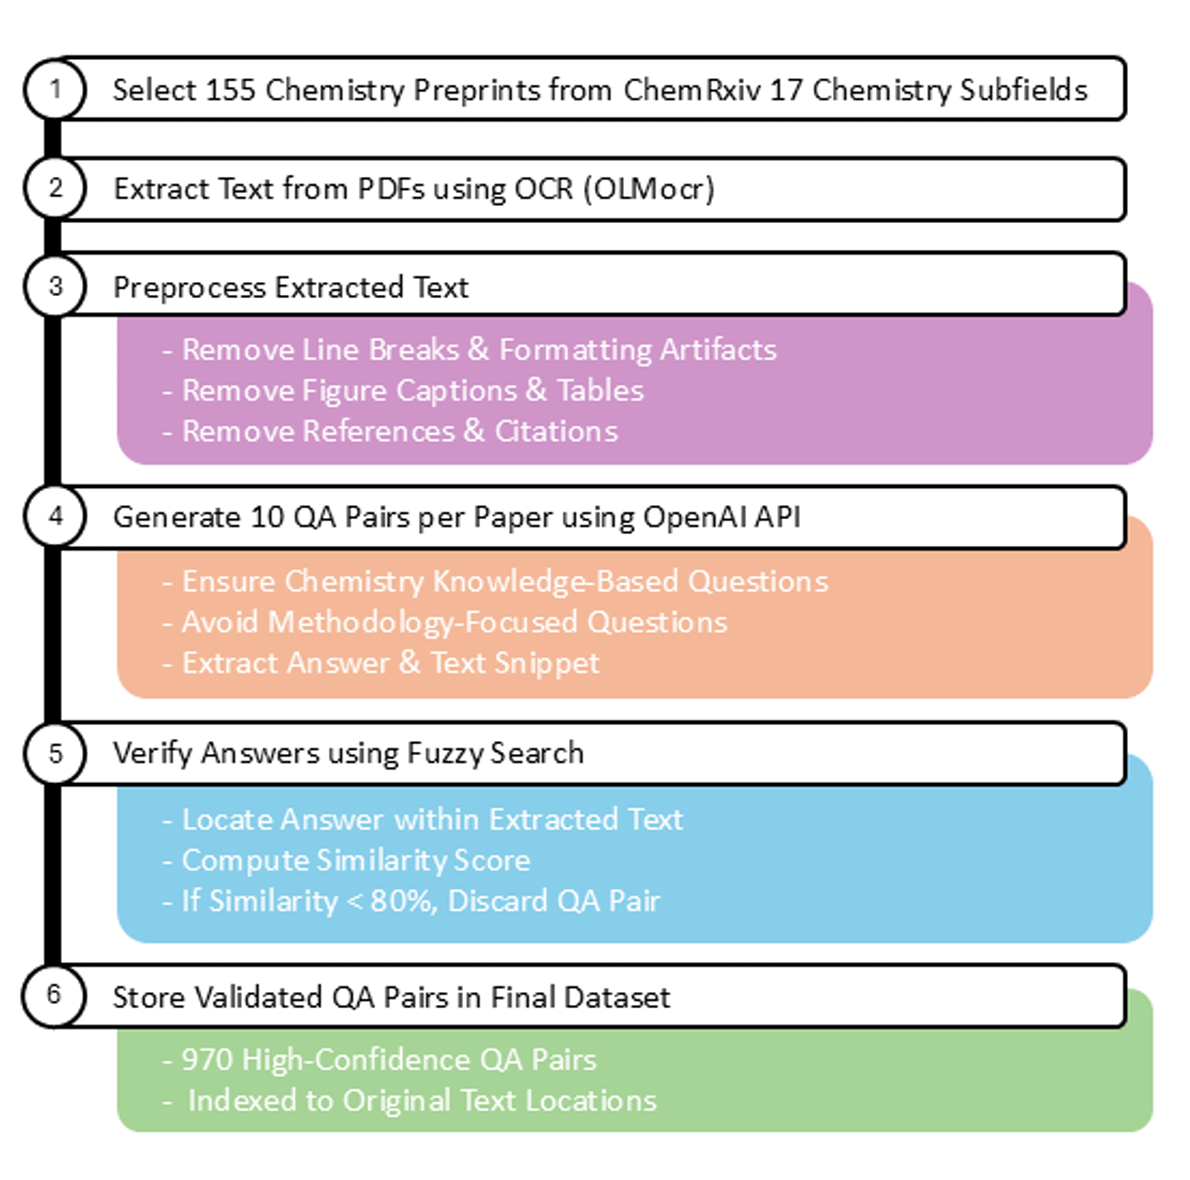 1 Select 155 Chemistry Preprints from ChemRxiv 17 Chemistry Subfields
2 Extract Text from PDFs using OCR (OLMocr)
3 Preprocess Extracted Text
- Remove Line Breaks & Formatting Artifacts
- Remove Figure Captions & Tables
- Remove References & Citations
4 Generate 10 QA Pairs per Paper using OpenAI API
- Ensure Chemistry Knowledge-Based Questions
- Avoid Methodology-Focused Questions
- Extract Answer & Text Snippet
5 Verify Answers using Fuzzy Search
- Locate Answer within Extracted Text
- Compute Similarity Score
- If Similarity < 80%, Discard QA Pair
6 Store Validated QA Pairs in Final Dataset
- 970 High-Confidence QA Pairs
- Indexed to Original Text Locations